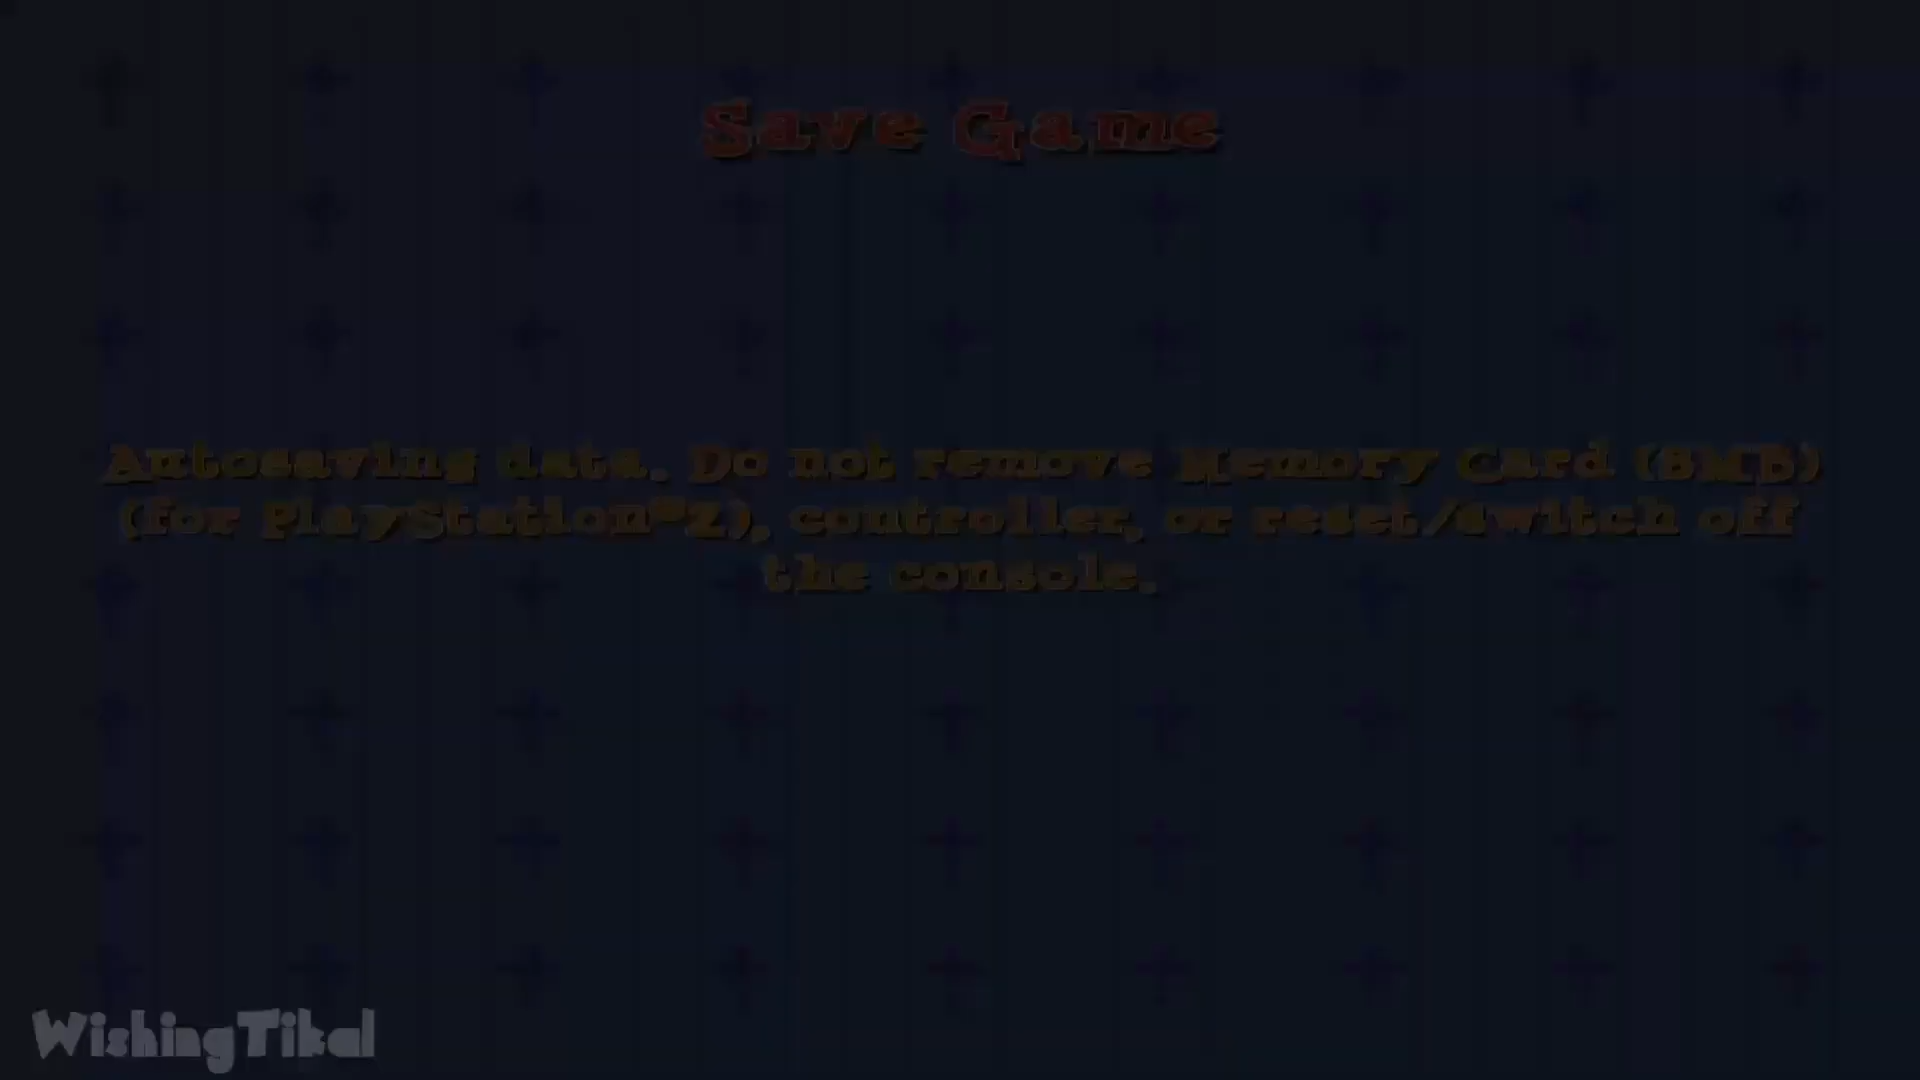 Save Game
Autosaving data. Do not remove Memory Card (8MB)
(for PlayStation®2), controller, or reset/switch off
the console.
WishingTikal